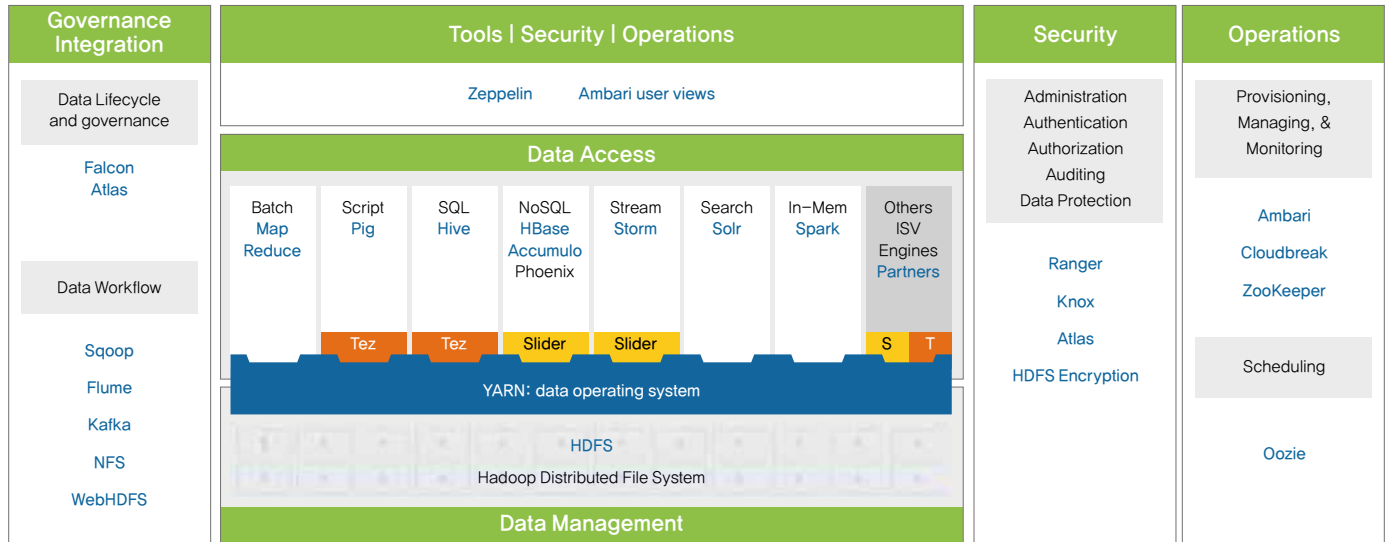 Governance
Integration
Data Lifecycle
and governance
Falcon
Atlas
Data Workflow
Sqoop
Flume
Kafka
NFS
WebHDFS
Tools | Security | Operations
Zeppelin
Ambari user views
Data Access
Batch
Map
Reduce
Script
Pig
Tez
SQL
Hive
Tez
NoSQL
HBase
Accumulo
Phoenix
Slider
Stream
Storm
Slider
Search
Solr
In-Mem
Spark
Others
ISV
Engines
Partners
S
T
YARN: data operating system
HDFS
Hadoop Distributed File System
Data Management
Security
Administration
Authentication
Authorization
Auditing
Data Protection
Ranger
Knox
Atlas
HDFS Encryption
Operations
Provisioning,
Managing, &
Monitoring
Ambari
Cloudbreak
ZooKeeper
Scheduling
Oozie